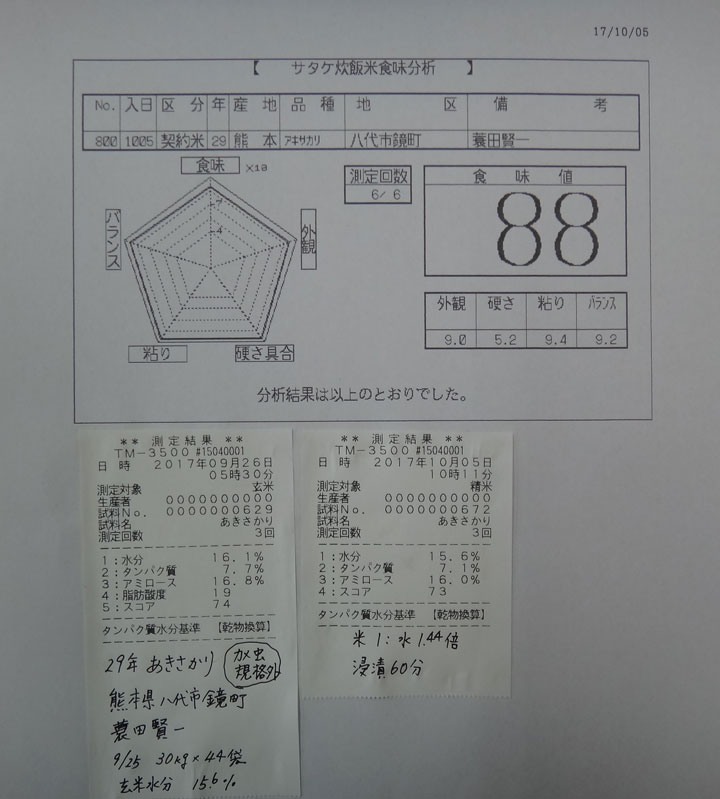 17/10/05
【 サタケ炊飯米食味分析 】
No. 入日 区分 年 産地 品種 地区 備考
800 1005 契約米 29 熊本 アキサカリ 八代市鏡町 蓑田賢一
食味 ×10
測定回数
6/ 6
食味値
88
バランス
外観
7
4
粘り
硬さ具合
外観 硬さ 粘り バランス
9.0 5.2 9.4 9.2
分析結果は以上のとおりでした。
** 測定結果 **
TM-3500 #15040001
日時 2017年09月26日
05時30分
測定対象 玄米
生産者 0000000000
試料No. 0000000629
試料名 あきさかり
測定回数 3回
1:水分 16.1%
2:タンパク質 7.7%
3:アミロース 16.8%
4:脂肪酸度 19
5:スコア 74
タンパク質水分基準 【乾物換算】
29年 あきさかり
カメ虫
規格外
熊本県八代市鏡町
蓑田賢一
9/25 30kg×44袋
玄米水分 15.6%
** 測定結果 **
TM-3500 #15040001
日時 2017年10月05日
10時11分
測定対象 精米
生産者 0000000000
試料No. 0000000672
試料名 あきさかり
測定回数 3回
1:水分 15.6%
2:タンパク質 7.1%
3:アミロース 16.0%
4:スコア 73
タンパク質水分基準 【乾物換算】
米1:水1.44倍
浸漬60分